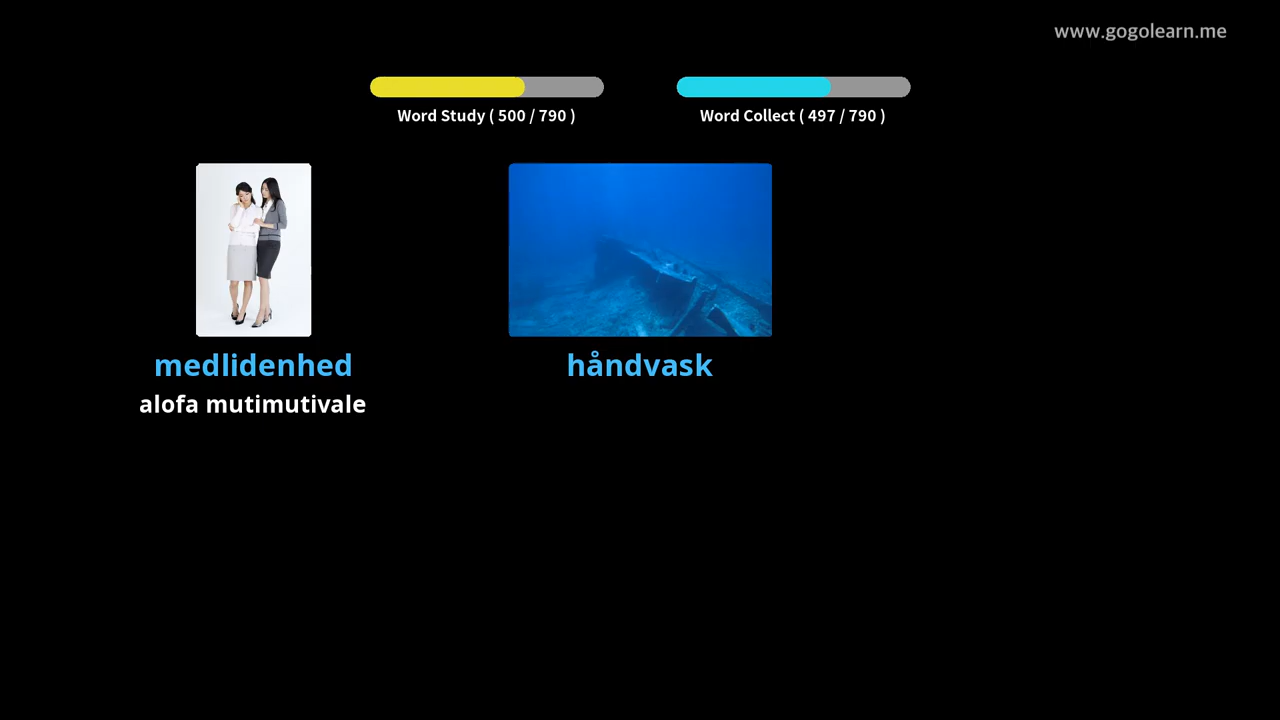 www.gogolearn.me
Word Study ( 500 / 790 )
Word Collect ( 497 / 790 )
medlidenhed
håndvask
alofa mutimutivale